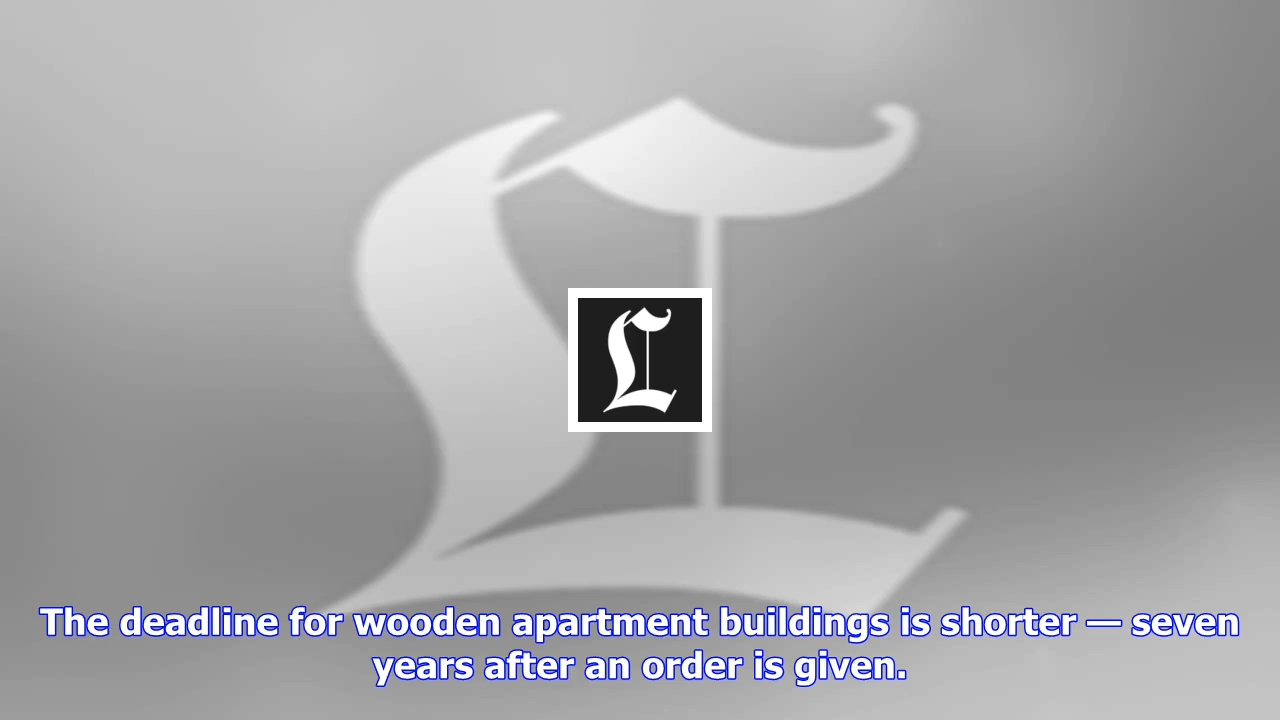 L
L
The deadline for wooden apartment buildings is shorter — seven
years after an order is given.